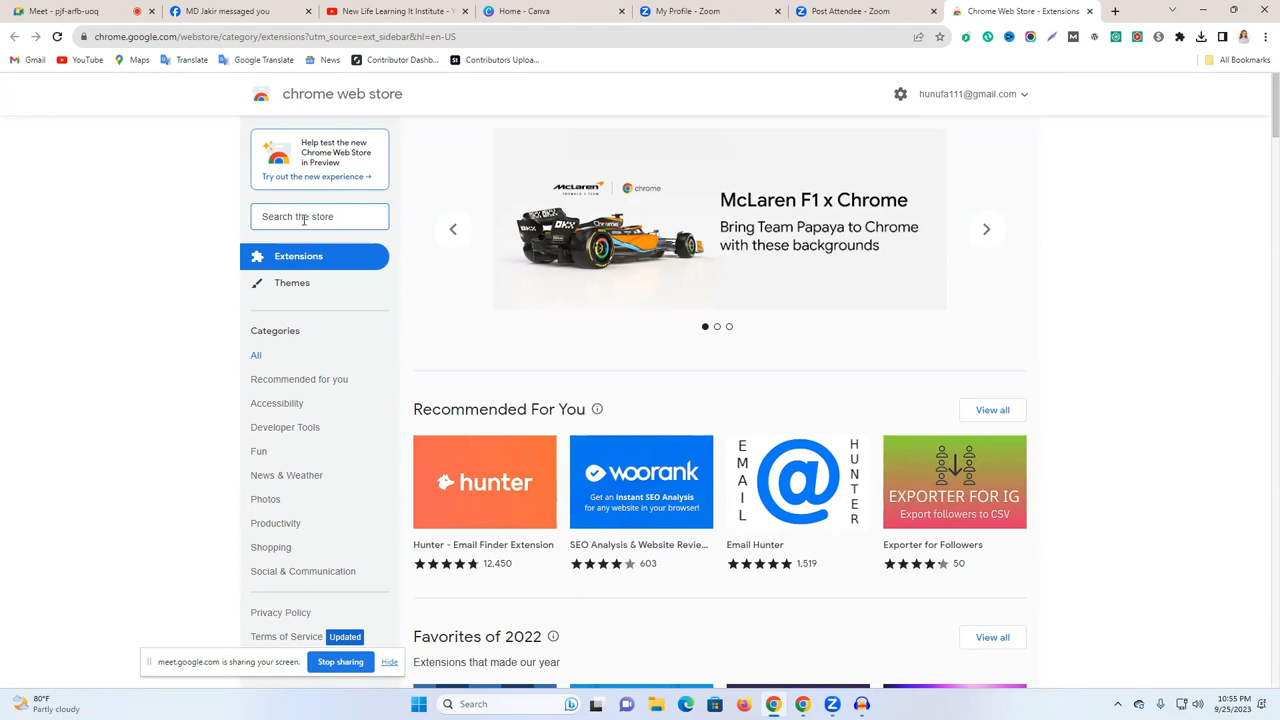 Meet - pjf-arfb-uoq
MD Jakir messaged you
New Life Learning It Institute -
Home - Canva
My Profile - Zoom
Post Attendee - Zoom
Chrome Web Store - Extensions
chrome.google.com/webstore/category/extensions?utm_source=ext_sidebar&hl=en-US
Gmail
YouTube
Maps
Translate
Google Translate
News
Contributor Dashb...
Contributors Uploa...
All Bookmarks
chrome web store
hunufa111@gmail.com
Help test the new
Chrome Web Store
in Preview
Try out the new experience →
Search the store
Extensions
Themes
Categories
All
Recommended for you
Accessibility
Developer Tools
Fun
News & Weather
Photos
Productivity
Shopping
Social & Communication
Privacy Policy
Terms of Service Updated
McLaren
chrome
McLaren F1 x Chrome
Bring Team Papaya to Chrome
with these backgrounds
Recommended For You
View all
hunter
woorank
Get an Instant SEO Analysis
for any website in your browser!
EMAIL
@
HUNTER
EXPORTER FOR IG
Export followers to CSV
Hunter - Email Finder Extension
SEO Analysis & Website Revie...
Email Hunter
Exporter for Followers
12,450
603
1,519
50
Favorites of 2022
View all
Extensions that made our year
meet.google.com is sharing your screen.
Stop sharing
Hide
80°F
Partly cloudy
Search
10:55 PM
9/25/2023